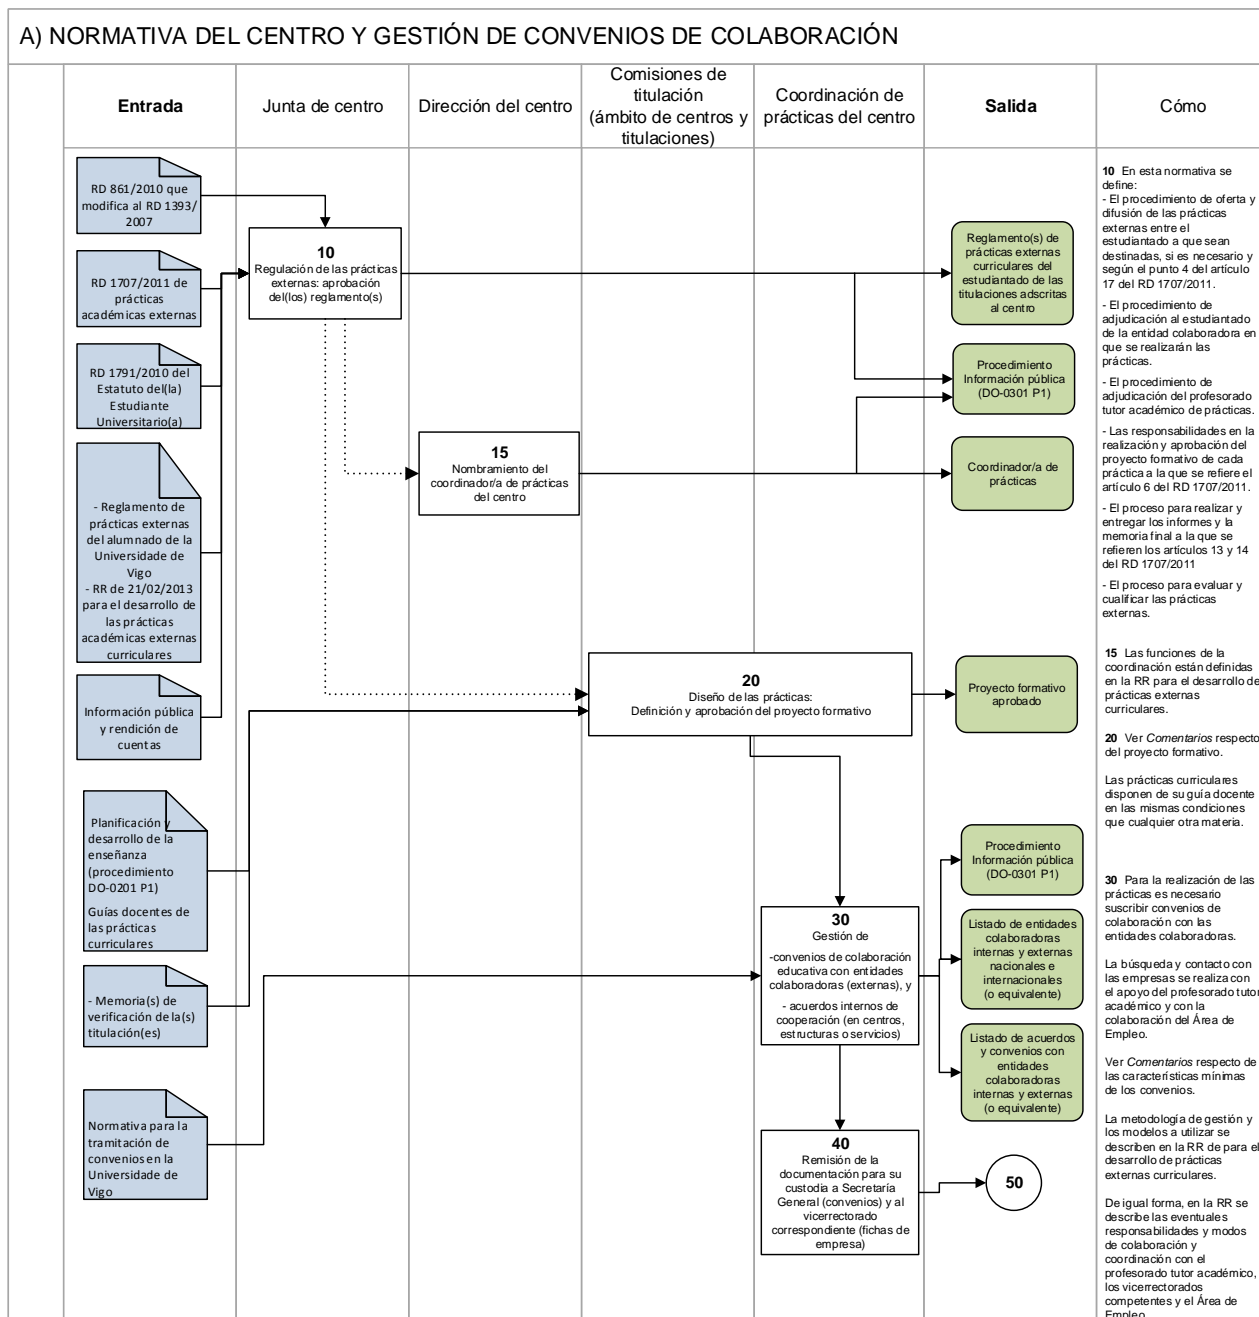 A) NORMATIVA DEL CENTRO Y GESTIÓN DE CONVENIOS DE COLABORACIÓN
Entrada
Junta de centro
Dirección del centro
Comisiones de
titulación
(ámbito de centros y
titulaciones)
Coordinación de
prácticas del centro
Salida
Cómo
RD 861/2010 que
modifica al RD 1393/
2007
RD 1707/2011 de
prácticas
académicas externas
RD 1791/2010 del
Estatuto del(la)
Estudiante
Universitario(a)
- Reglamento de
prácticas externas
del alumnado de la
Universidade de
Vigo
- RR de 21/02/2013
para el desarrollo de
las prácticas
académicas externas
curriculares
Información pública
y rendición de
cuentas
Planificación y
desarrollo de la
enseñanza
(procedimiento
DO-0201 P1)
Guías docentes de
las prácticas
curriculares
- Memoria(s) de
verificación de la(s)
titulación(es)
Normativa para la
tramitación de
convenios en la
Universidade de
Vigo
10
Regulación de las prácticas
externas: aprobación
del(los) reglamento(s)
15
Nombramiento del
coordinador/a de prácticas
del centro
20
Diseño de las prácticas:
Definición y aprobación del proyecto formativo
30
Gestión de
-convenios de colaboración
educativa con entidades
colaboradoras (externas), y
- acuerdos internos de
cooperación (en centros,
estructuras o servicios)
40
Remisión de la
documentación para su
custodia a Secretaría
General (convenios) y al
vicerrectorado
correspondiente (fichas de
empresa)
Reglamento(s) de
prácticas externas
curriculares del
estudiantado de las
titulaciones adscritas
al centro
Procedimiento
Información pública
(DO-0301 P1)
Coordinador/a de
prácticas
Proyecto formativo
aprobado
Procedimiento
Información pública
(DO-0301 P1)
Listado de entidades
colaboradoras
internas y externas
nacionales e
internacionales
(o equivalente)
Listado de acuerdos
y convenios con
entidades
colaboradoras
internas y externas
(o equivalente)
50
10 En esta normativa se
define:
- El procedimiento de oferta y
difusión de las prácticas
externas entre el
estudiantado a que sean
destinadas, si es necesario y
según el punto 4 del artículo
17 del RD 1707/2011.
- El procedimiento de
adjudicación al estudiantado
de la entidad colaboradora en
que se realizarán las
prácticas.
- El procedimiento de
adjudicación del profesorado
tutor académico de prácticas.
- Las responsabilidades en la
realización y aprobación del
proyecto formativo de cada
práctica a la que se refiere el
artículo 6 del RD 1707/2011.
- El proceso para realizar y
entregar los informes y la
memoria final a la que se
refieren los artículos 13 y 14
del RD 1707/2011
- El proceso para evaluar y
cualificar las prácticas
externas.
15 Las funciones de la
coordinación están definidas
en la RR para el desarrollo de
prácticas externas
curriculares.
20 Ver Comentarios respecto
del proyecto formativo.
Las prácticas curriculares
disponen de su guía docente
en las mismas condiciones
que cualquier otra materia.
30 Para la realización de las
prácticas es necesario
suscribir convenios de
colaboración con las
entidades colaboradoras.
La búsqueda y contacto con
las empresas se realiza con
el apoyo del profesorado tutor
académico y con la
colaboración del Área de
Empleo.
Ver Comentarios respecto de
las características mínimas
de los convenios.
La metodología de gestión y
los modelos a utilizar se
describen en la RR de para el
desarrollo de prácticas
externas curriculares.
De igual forma, en la RR se
describe las eventuales
responsabilidades y modos
de colaboración y
coordinación con el
profesorado tutor académico,
los vicerrectorados
competentes y el Área de
Empleo